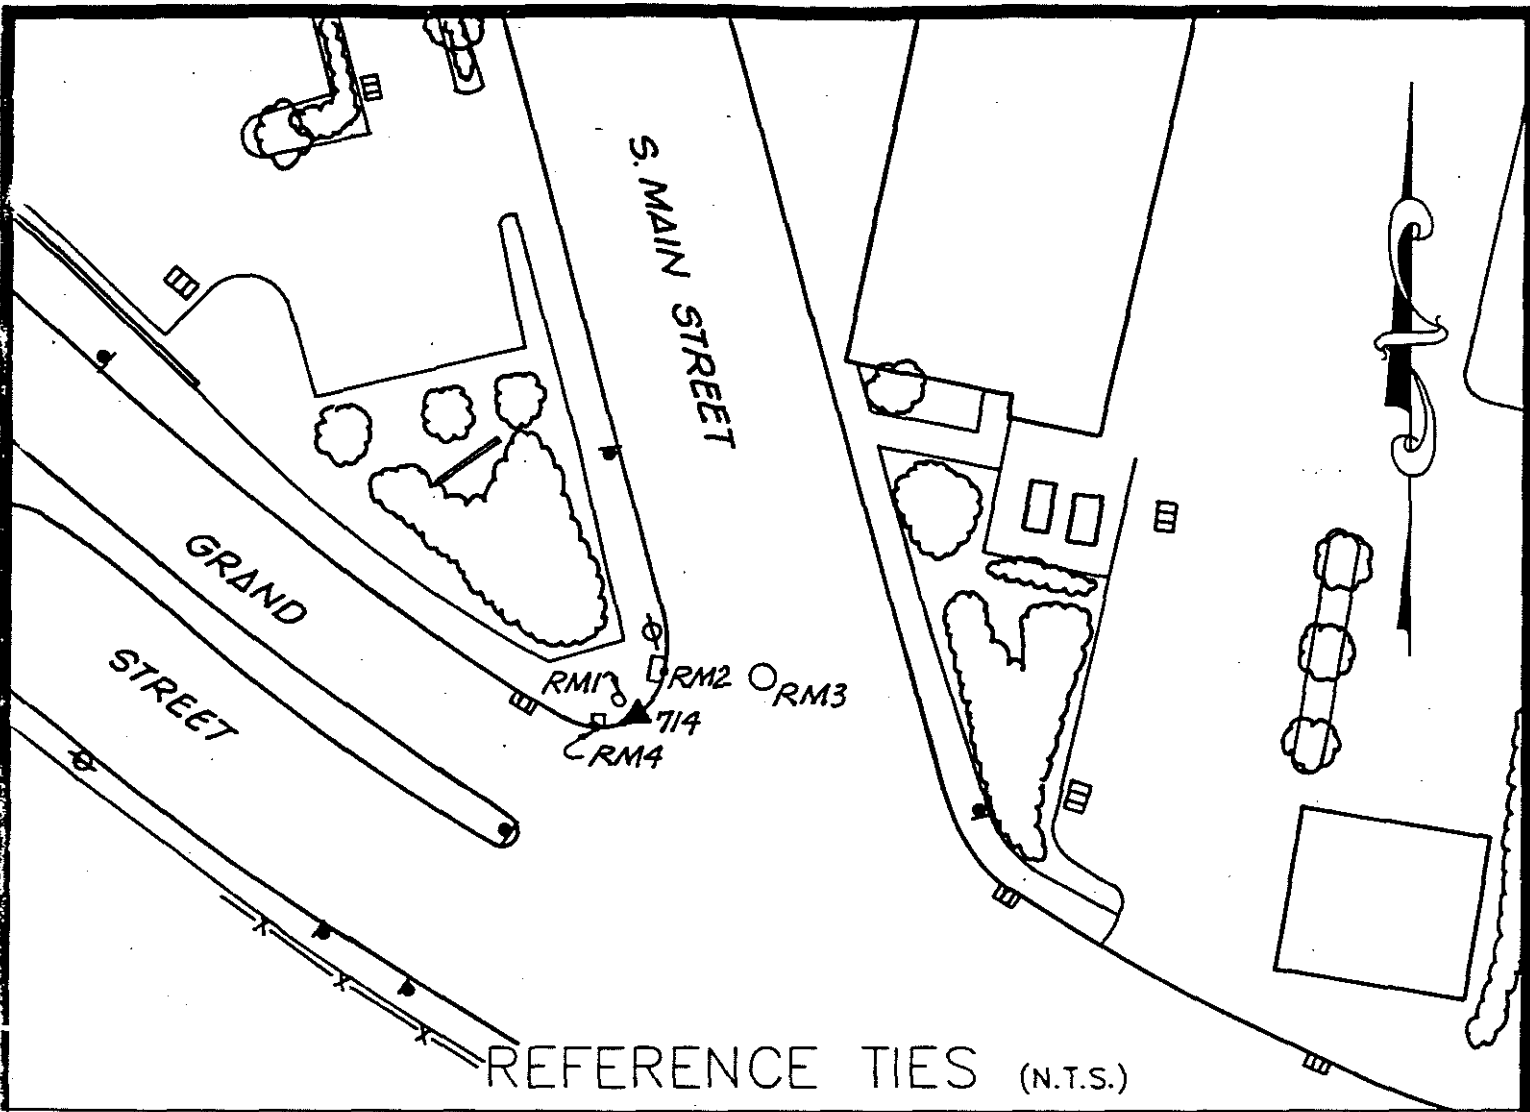 S. MAIN STREET
GRAND
STREET
RM1
RM2
RM3
714
RM4
REFERENCE TIES (N.T.S.)